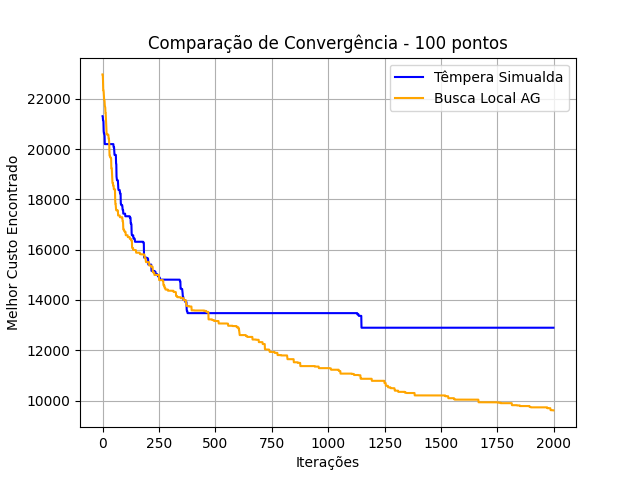 Comparação de Convergência - 100 pontos
Têmpera Simualda
Busca Local AG
Melhor Custo Encontrado
22000
20000
18000
16000
14000
12000
10000
0 250 500 750 1000 1250 1500 1750 2000
Iterações